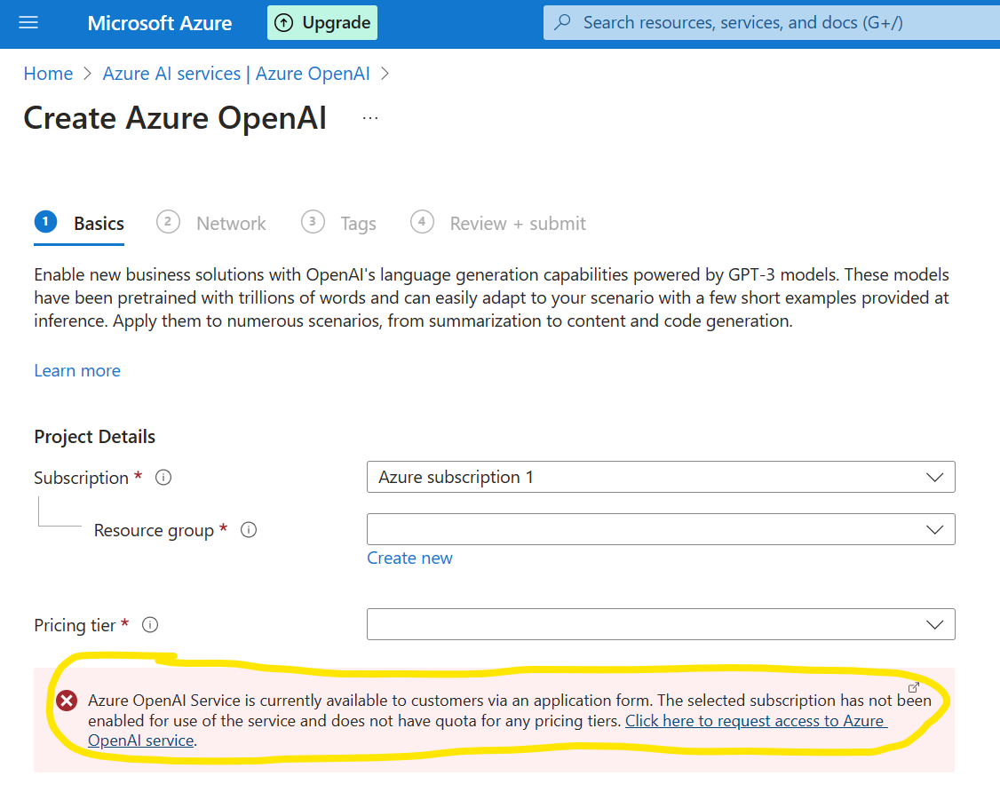 Microsoft Azure
Upgrade
Search resources, services, and docs (G+/)
Home > Azure AI services | Azure OpenAI >
Create Azure OpenAI ...
1 Basics 2 Network 3 Tags 4 Review + submit
Enable new business solutions with OpenAI's language generation capabilities powered by GPT-3 models. These models
have been pretrained with trillions of words and can easily adapt to your scenario with a few short examples provided at
inference. Apply them to numerous scenarios, from summarization to content and code generation.
Learn more
Project Details
Subscription *
Azure subscription 1
Resource group *
Create new
Pricing tier *
Azure OpenAI Service is currently available to customers via an application form. The selected subscription has not been
enabled for use of the service and does not have quota for any pricing tiers. Click here to request access to Azure
OpenAI service.